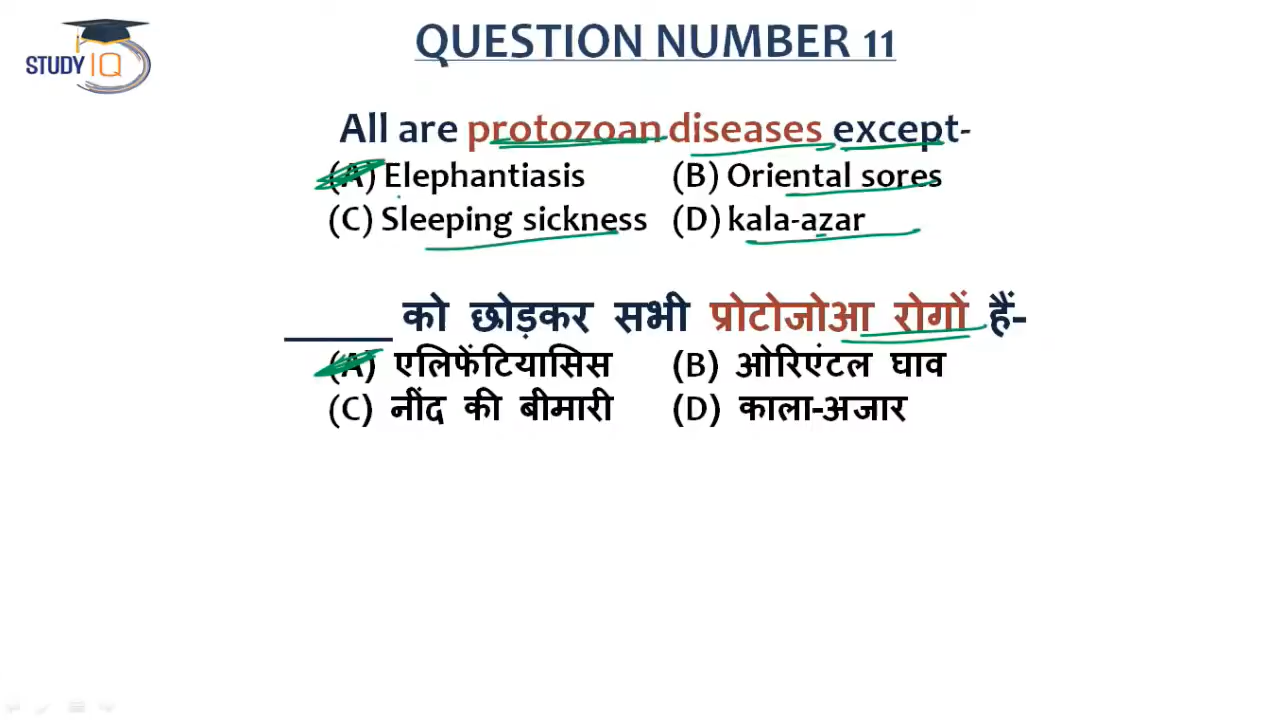 STUDY IQ
QUESTION NUMBER 11
All are protozoan diseases except-
(A) Elephantiasis (B) Oriental sores
(C) Sleeping sickness (D) kala-azar
______ को छोड़कर सभी प्रोटोजोआ रोगों हैं-
(A) एलिफेंटियासिस (B) ओरिएंटल घाव
(C) नींद की बीमारी (D) काला-अजार